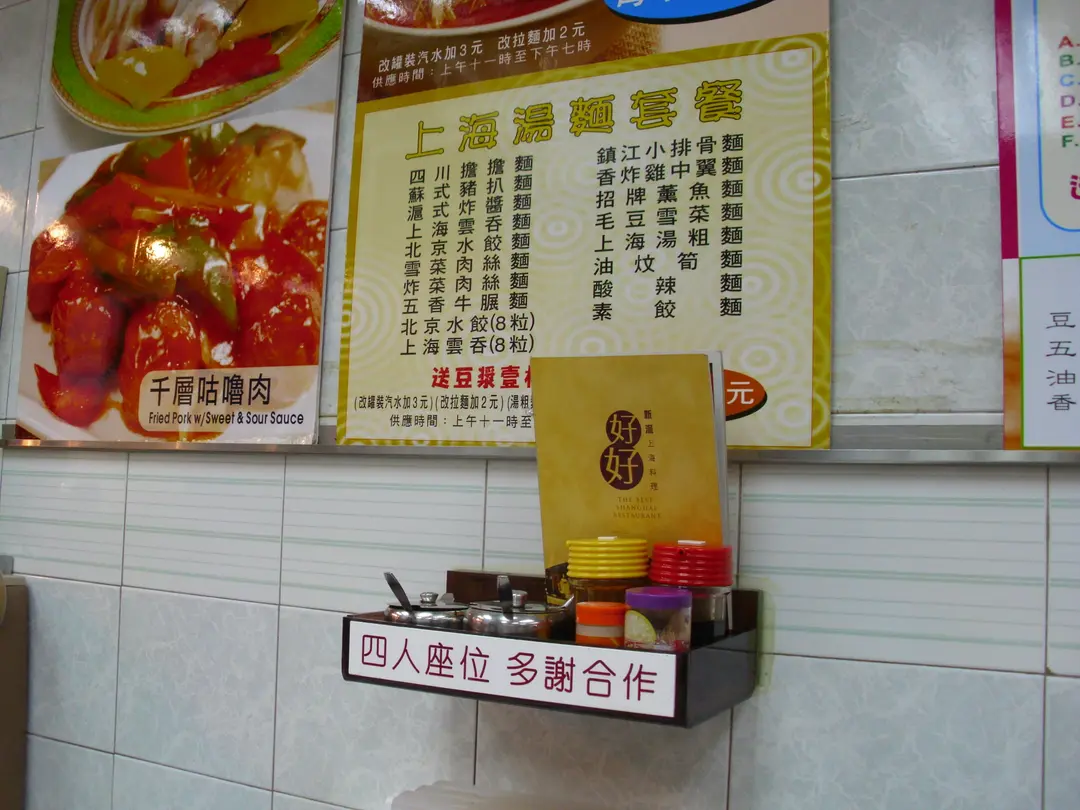 改罐裝汽水加3元 改拉麵加2元
供應時間：上午十一時至下午七時
上海湯麵套餐
四川擔擔麵
蘇式豬扒麵
滬式炸醬麵
上海雲吞麵
北京水餃麵
雪菜肉絲麵
炸菜肉絲麵
五香牛𦟌麵
北京水餃(8粒)
上海雲吞(8粒)
鎮江小排骨麵
香炸雞中翼麵
招牌薰魚麵
毛豆雪菜麵
上海湯粗麵
油炆筍麵
酸辣麵
素餃麵
送豆漿壹
元
(改罐裝汽水加3元)(改拉麵加2元)(湯粗
供應時間：上午十一時至
千層咕嚕肉
Fried Pork w/Sweet & Sour Sauce
好好
新滬上海料理
THE BEST
SHANGHAI
RESTAURANT
四人座位 多謝合作
A.
B.
C.
D.
E.
F.
豆
五
油
香